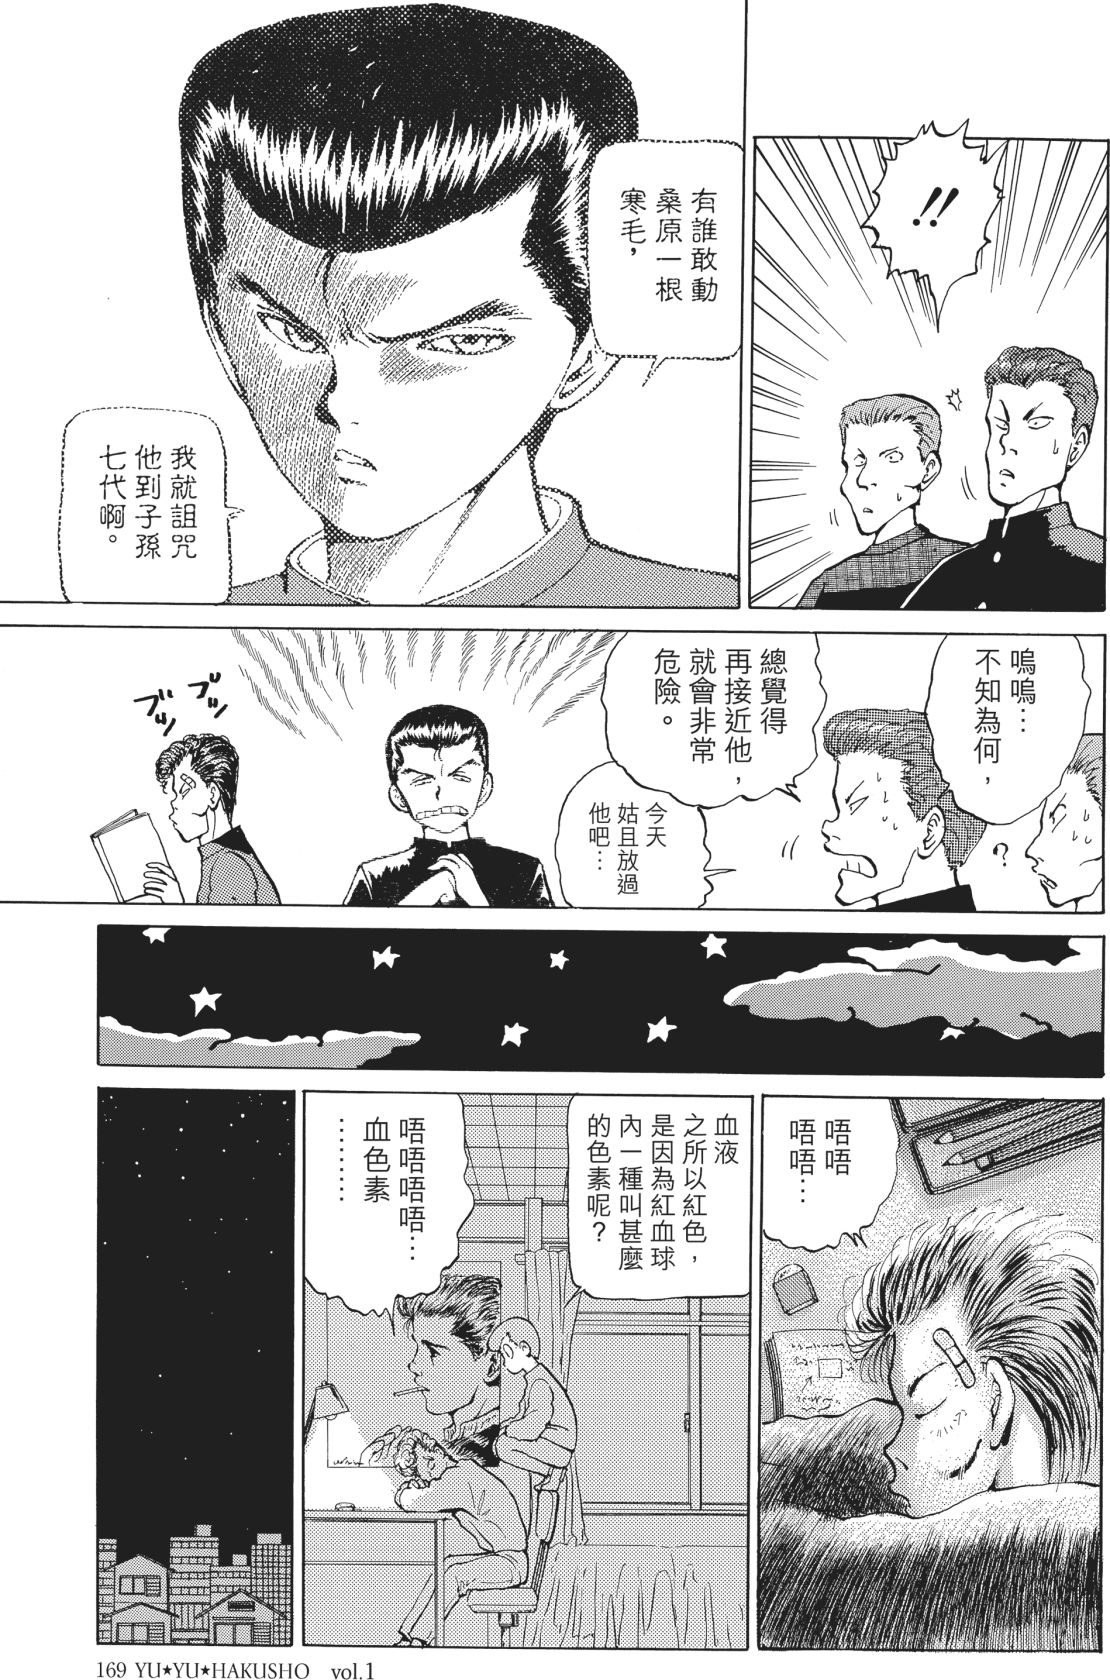 !!
有誰敢動
桑原一根
寒毛，
我就詛咒
他到子孫
七代啊。
嗚嗚…
不知為何，
總覺得
再接近他，
就會非常
危險。
今天
姑且放過
他吧…
?
ブツ
ブツ
唔唔
唔唔…
血液
之所以紅色，
是因為紅血球
內一種叫甚麼
的色素呢？
唔唔唔唔…
血色素
………
169 YU★YU★HAKUSHO vol.1